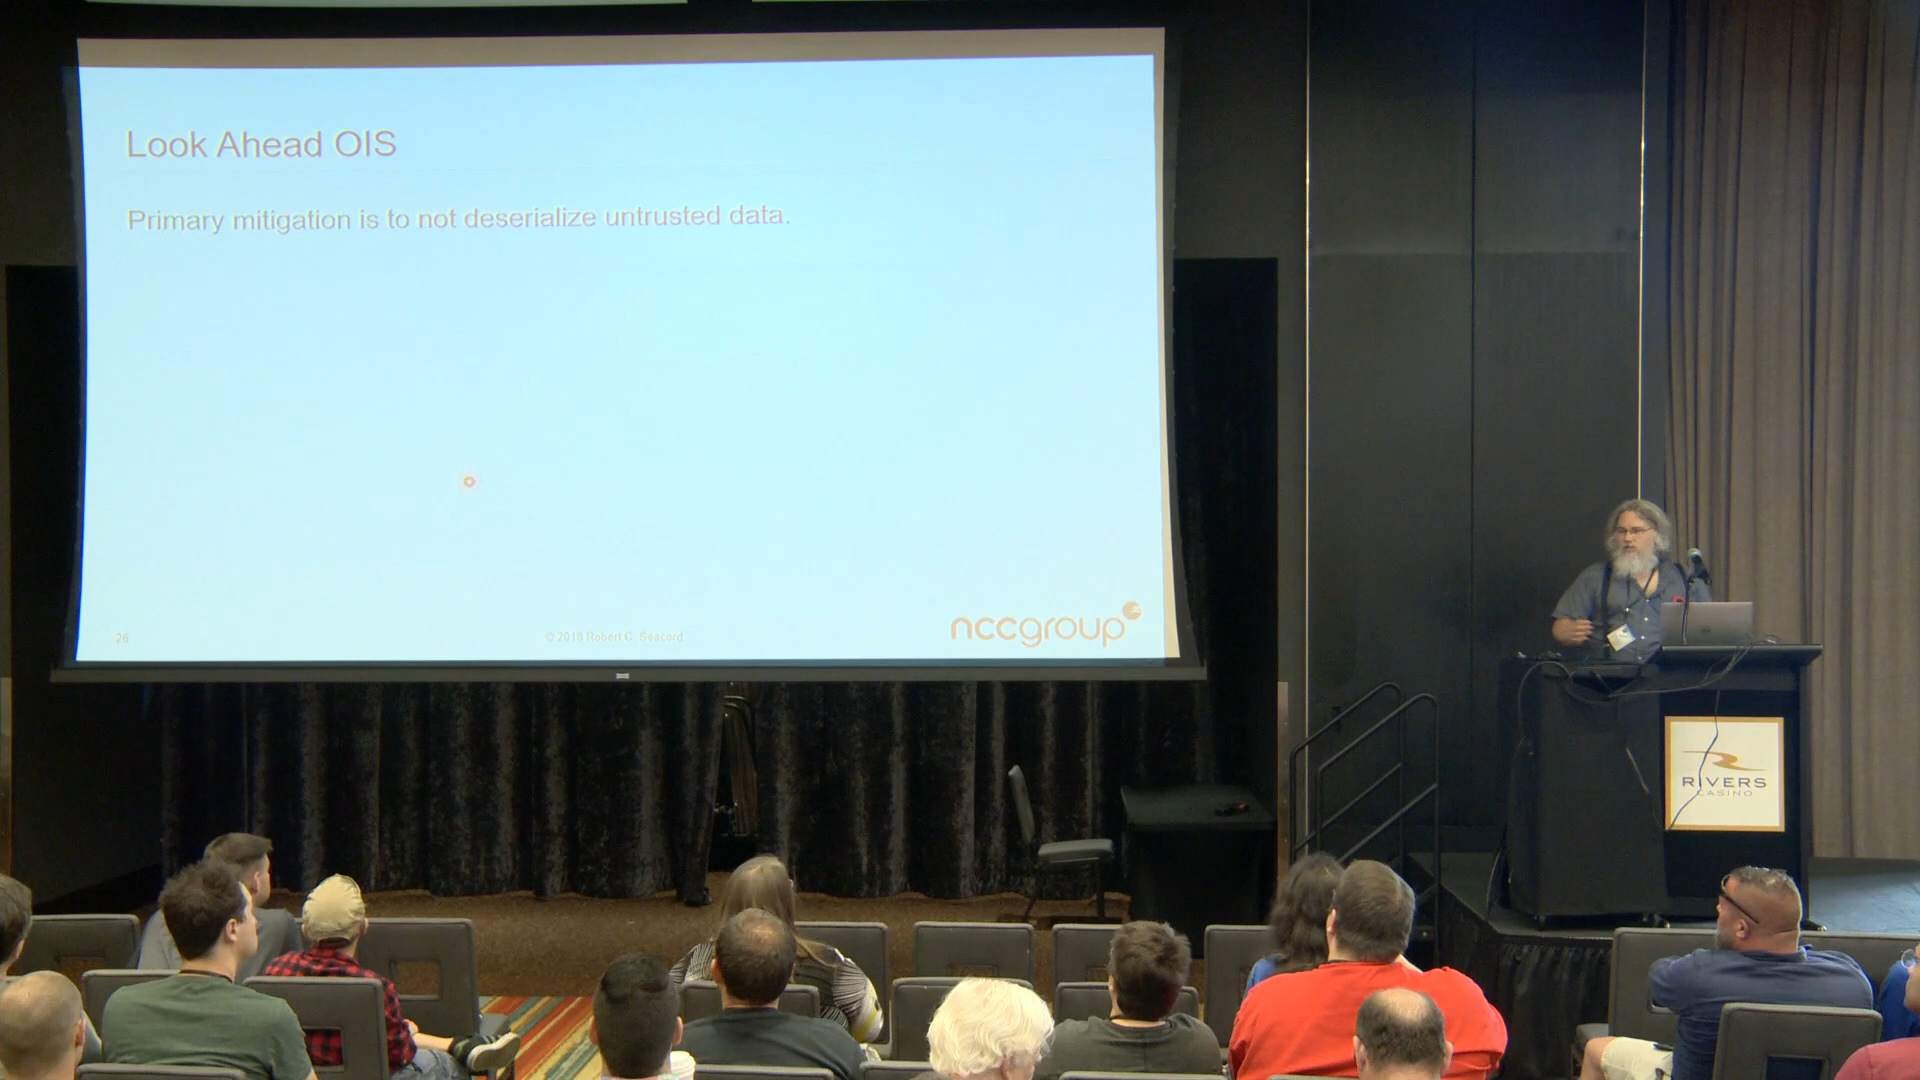 Look Ahead OIS
Primary mitigation is to not deserialize untrusted data.
26
© 2018 Robert C. Seacord
nccgroup
RIVERS
CASINO